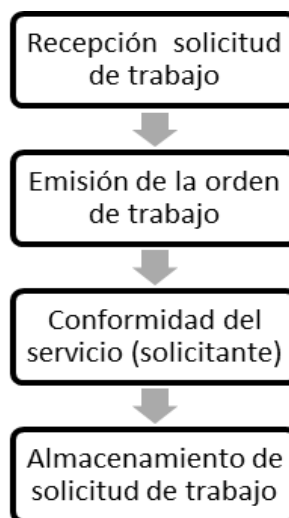 Recepción solicitud
de trabajo
Emisión de la orden
de trabajo
Conformidad del
servicio (solicitante)
Almacenamiento de
solicitud de trabajo